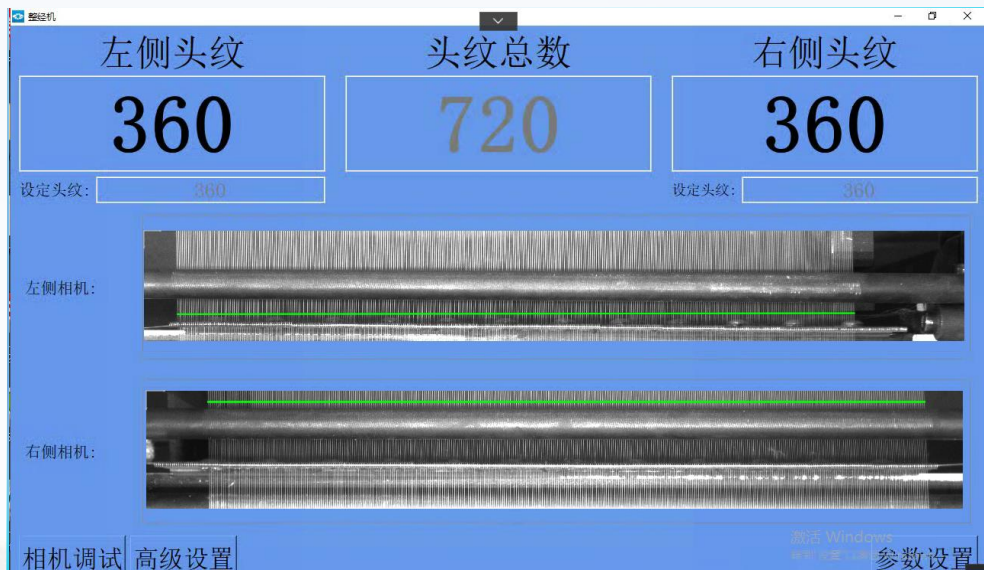 整经机
左侧头纹 头纹总数 右侧头纹
360 720 360
设定头纹: 360 设定头纹: 360
左侧相机:
右侧相机:
激活 Windows
相机调试 高级设置 参数设置